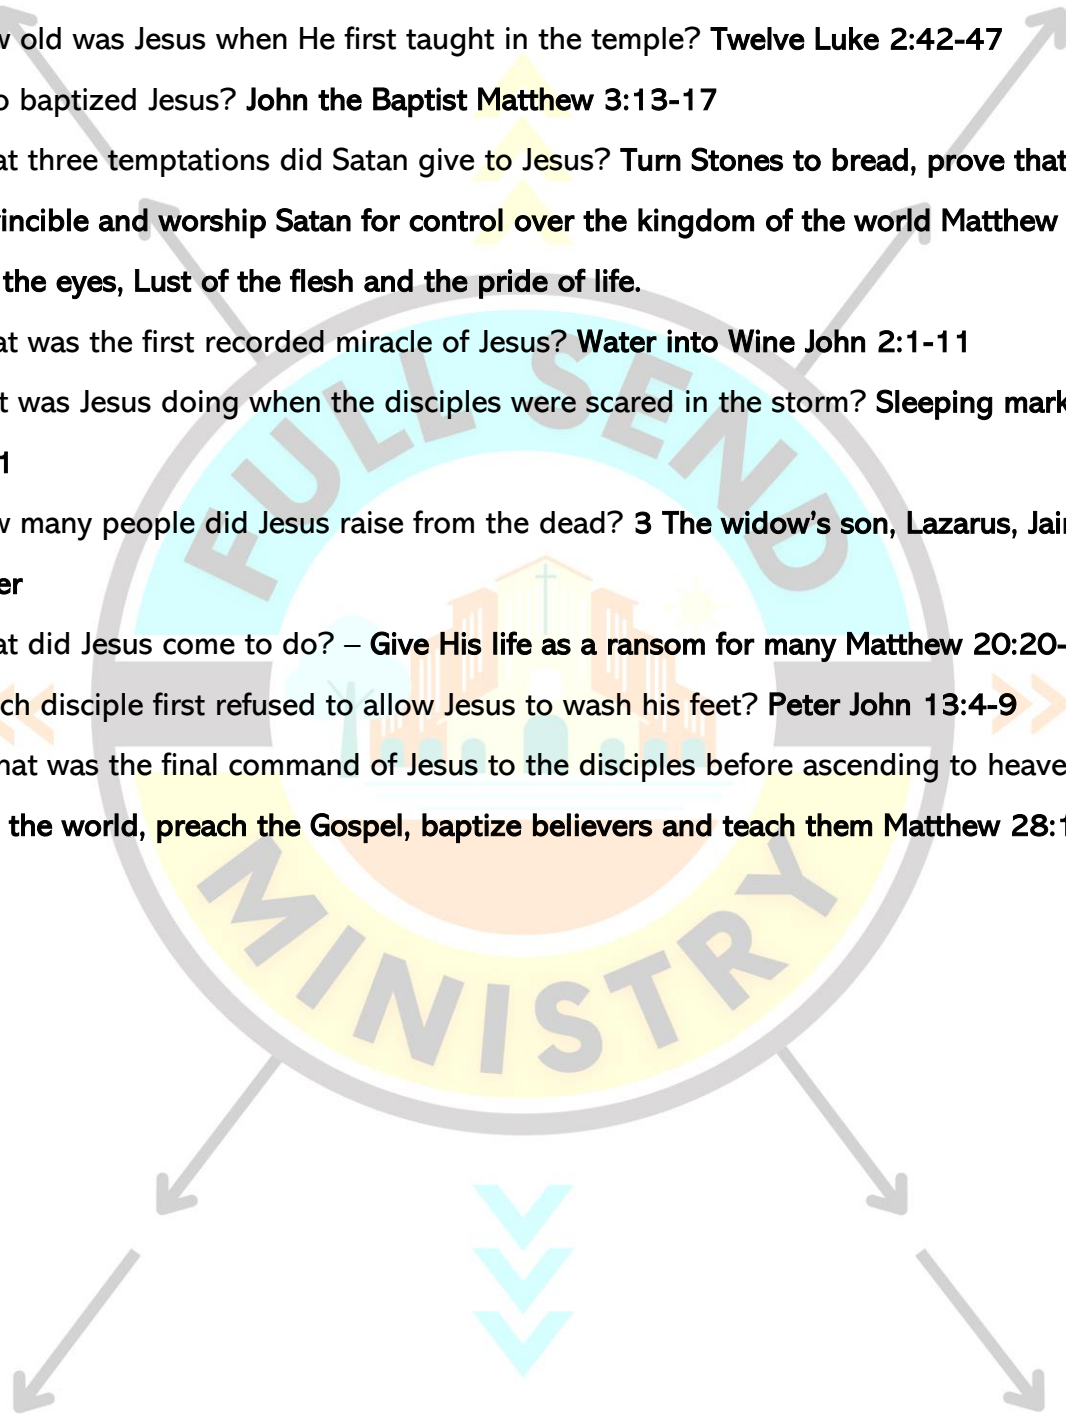 w old was Jesus when He first taught in the temple? Twelve Luke 2:42-47
o baptized Jesus? John the Baptist Matthew 3:13-17
at three temptations did Satan give to Jesus? Turn Stones to bread, prove that
vincible and worship Satan for control over the kingdom of the world Matthew
the eyes, Lust of the flesh and the pride of life.
at was the first recorded miracle of Jesus? Water into Wine John 2:1-11
t was Jesus doing when the disciples were scared in the storm? Sleeping mark
1
w many people did Jesus raise from the dead? 3 The widow’s son, Lazarus, Jair
er
at did Jesus come to do? – Give His life as a ransom for many Matthew 20:20-
ch disciple first refused to allow Jesus to wash his feet? Peter John 13:4-9
hat was the final command of Jesus to the disciples before ascending to heave
the world, preach the Gospel, baptize believers and teach them Matthew 28:1
FULL SEND
MINISTRY